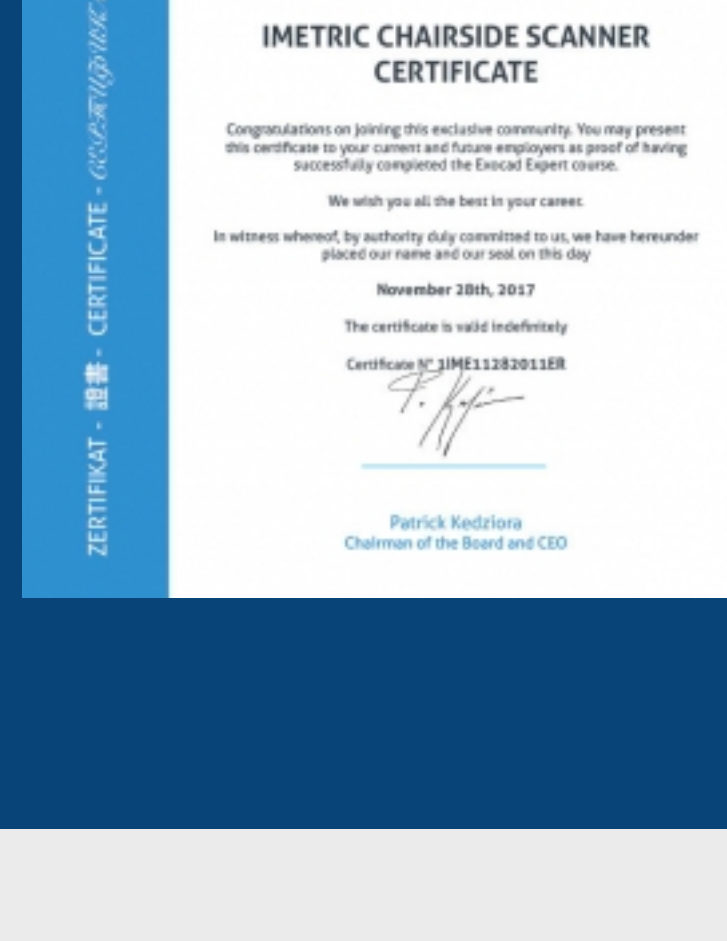 IMETRIC CHAIRSIDE SCANNER
CERTIFICATE
Congratulations on joining this exclusive community. You may present
this certificate to your current and future employers as proof of having
successfully completed the Exocad Expert course.
We wish you all the best in your career.
In witness whereof, by authority duly committed to us, we have hereunder
placed our name and our seal on this day
November 28th, 2017
The certificate is valid indefinitely
Certificate N° 1IME11282011ER
Patrick Kedziora
Chairman of the Board and CEO
ZERTIFIKAT - 證書 - CERTIFICATE -